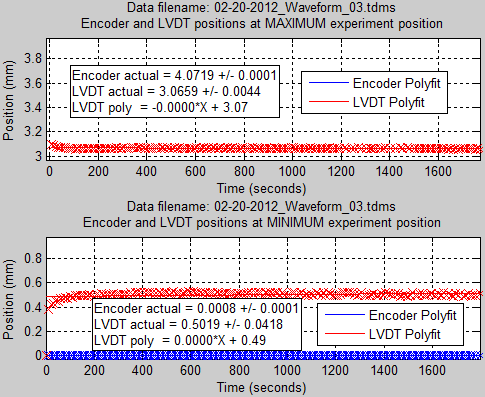 Data filename: 02-20-2012_Waveform_03.tdms
Encoder and LVDT positions at MAXIMUM experiment position
Position (mm)
3.8
3.6
3.4
3.2
3
Encoder actual = 4.0719 +/- 0.0001
LVDT actual = 3.0659 +/- 0.0044
LVDT poly = -0.0000*X + 3.07
Encoder Polyfit
LVDT Polyfit
0 200 400 600 800 1000 1200 1400 1600
Time (seconds)
Data filename: 02-20-2012_Waveform_03.tdms
Encoder and LVDT positions at MINIMUM experiment position
Position (mm)
0.8
0.6
0.4
0.2
0
Encoder actual = 0.0008 +/- 0.0001
LVDT actual = 0.5019 +/- 0.0418
LVDT poly = 0.0000*X + 0.49
Encoder Polyfit
LVDT Polyfit
0 200 400 600 800 1000 1200 1400 1600
Time (seconds)